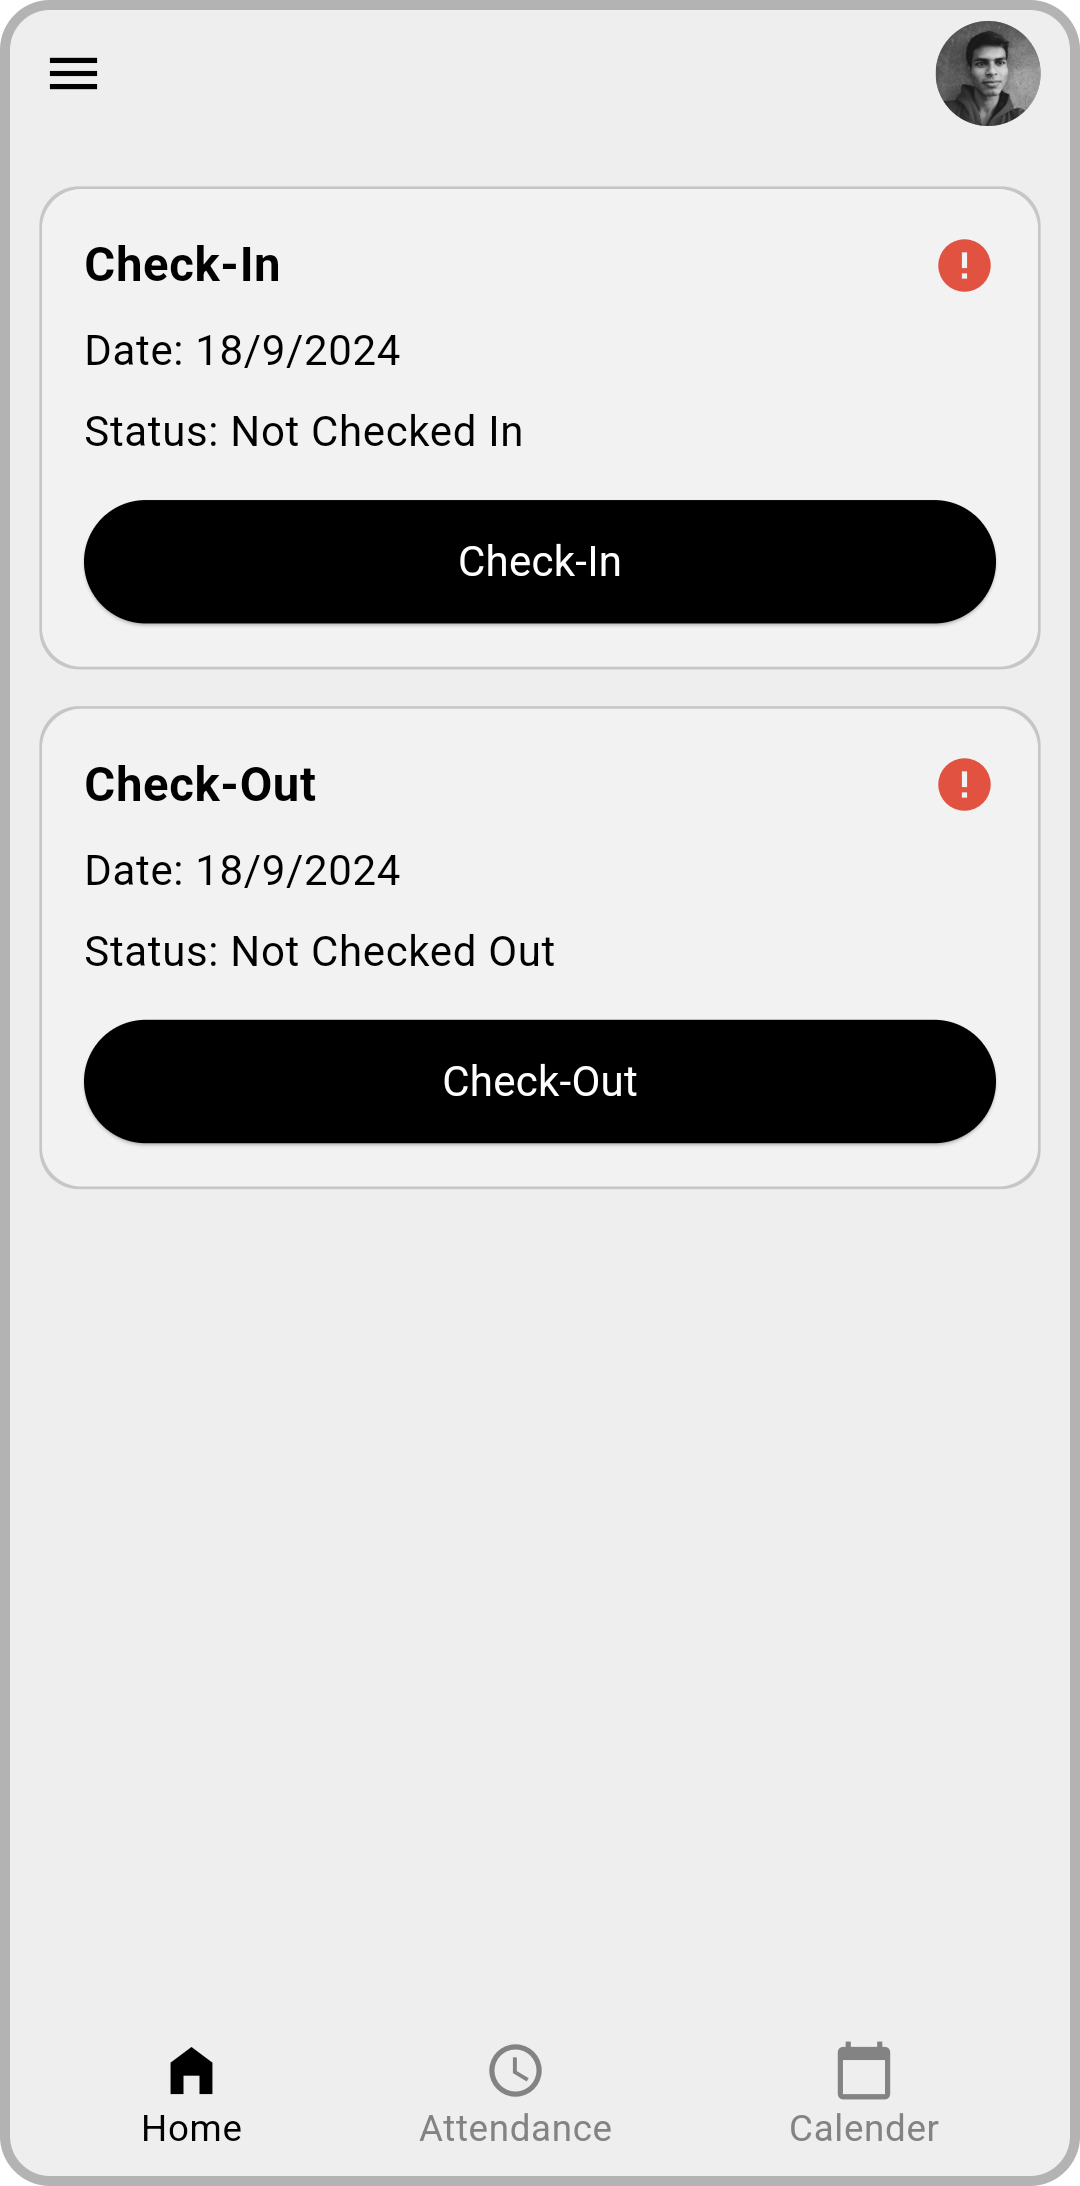 Check-In
Date: 18/9/2024
Status: Not Checked In
Check-In
Check-Out
Date: 18/9/2024
Status: Not Checked Out
Check-Out
Home
Attendance
Calender